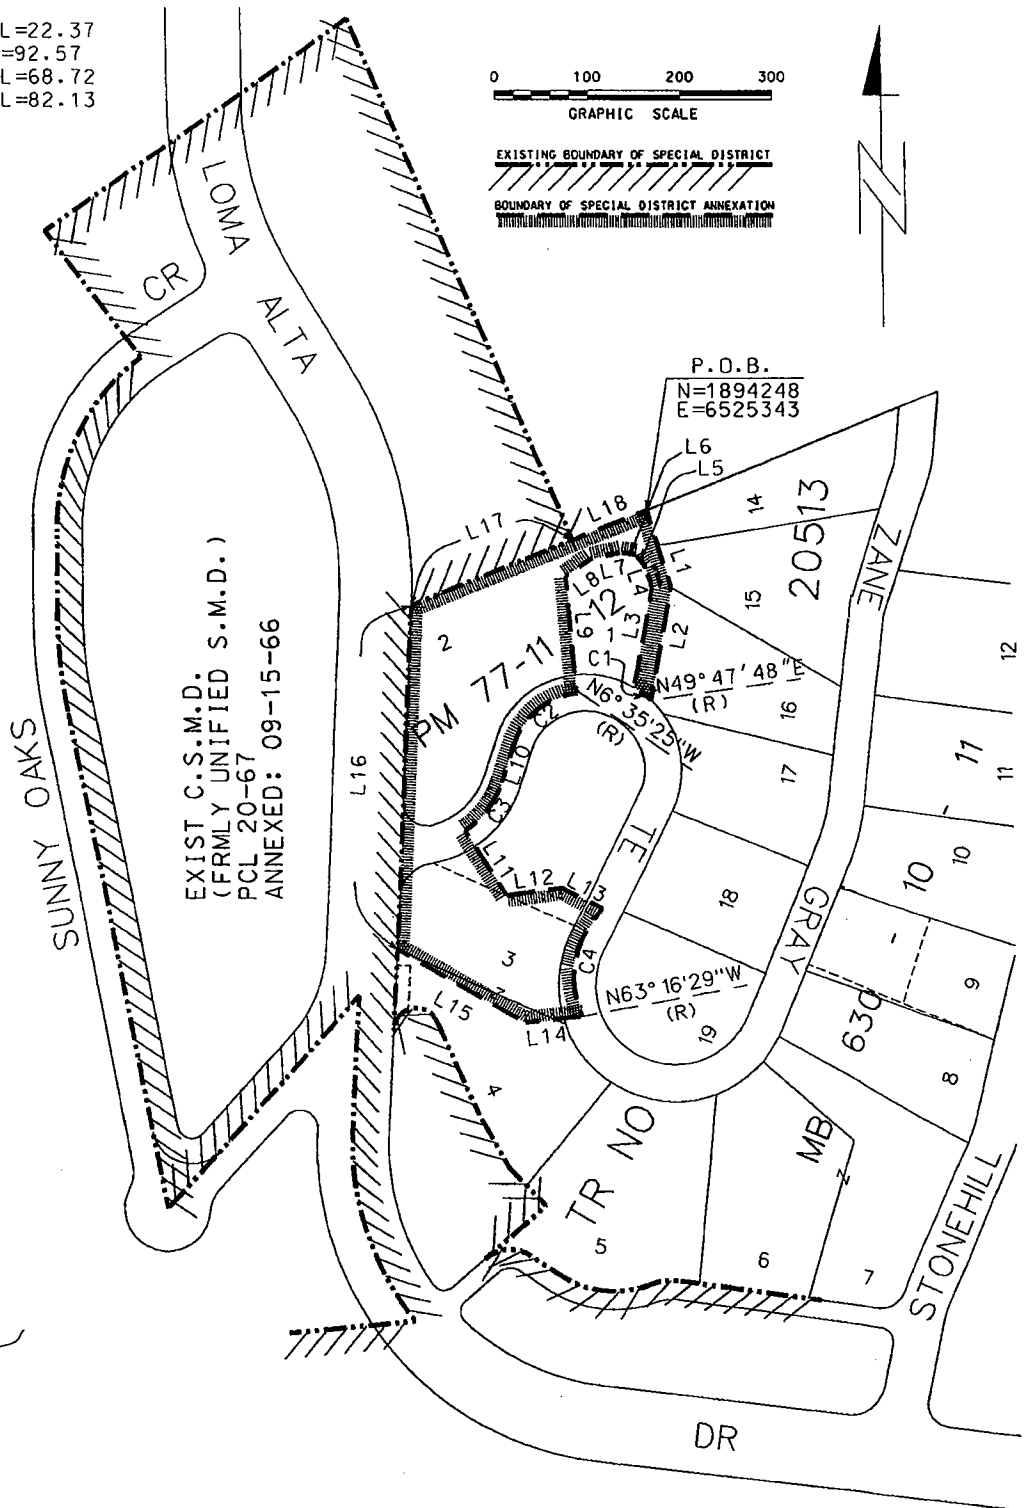 L=22.37
=92.57
L=68.72
L=82.13
0 100 200 300
GRAPHIC SCALE
EXISTING BOUNDARY OF SPECIAL DISTRICT
BOUNDARY OF SPECIAL DISTRICT ANNEXATION
LOMA
ALTA
CR
P.O.B.
N=1894248
E=6525343
L6
L5
L18
L17
L1
L2
L3
L4
L7
L8
L9
12
1
C1
N49°47'48"E
(R)
N6°35'25"W
(R)
2
PM 77-11
C2
L10
C3
L11
L12
L13
C4
3
L14
L15
L16
N63°16'29"W
(R)
EXIST C.S.M.D.
(FRMLY UNIFIED S.M.D.)
PCL 20-67
ANNEXED: 09-15-66
SUNNY OAKS
14
15
16
17
18
19
20513
ZANE
GRAY
TE
12
11
11
10
10
9
8
630
4
TR NO
MB
5
6
7
STONEHILL
DR